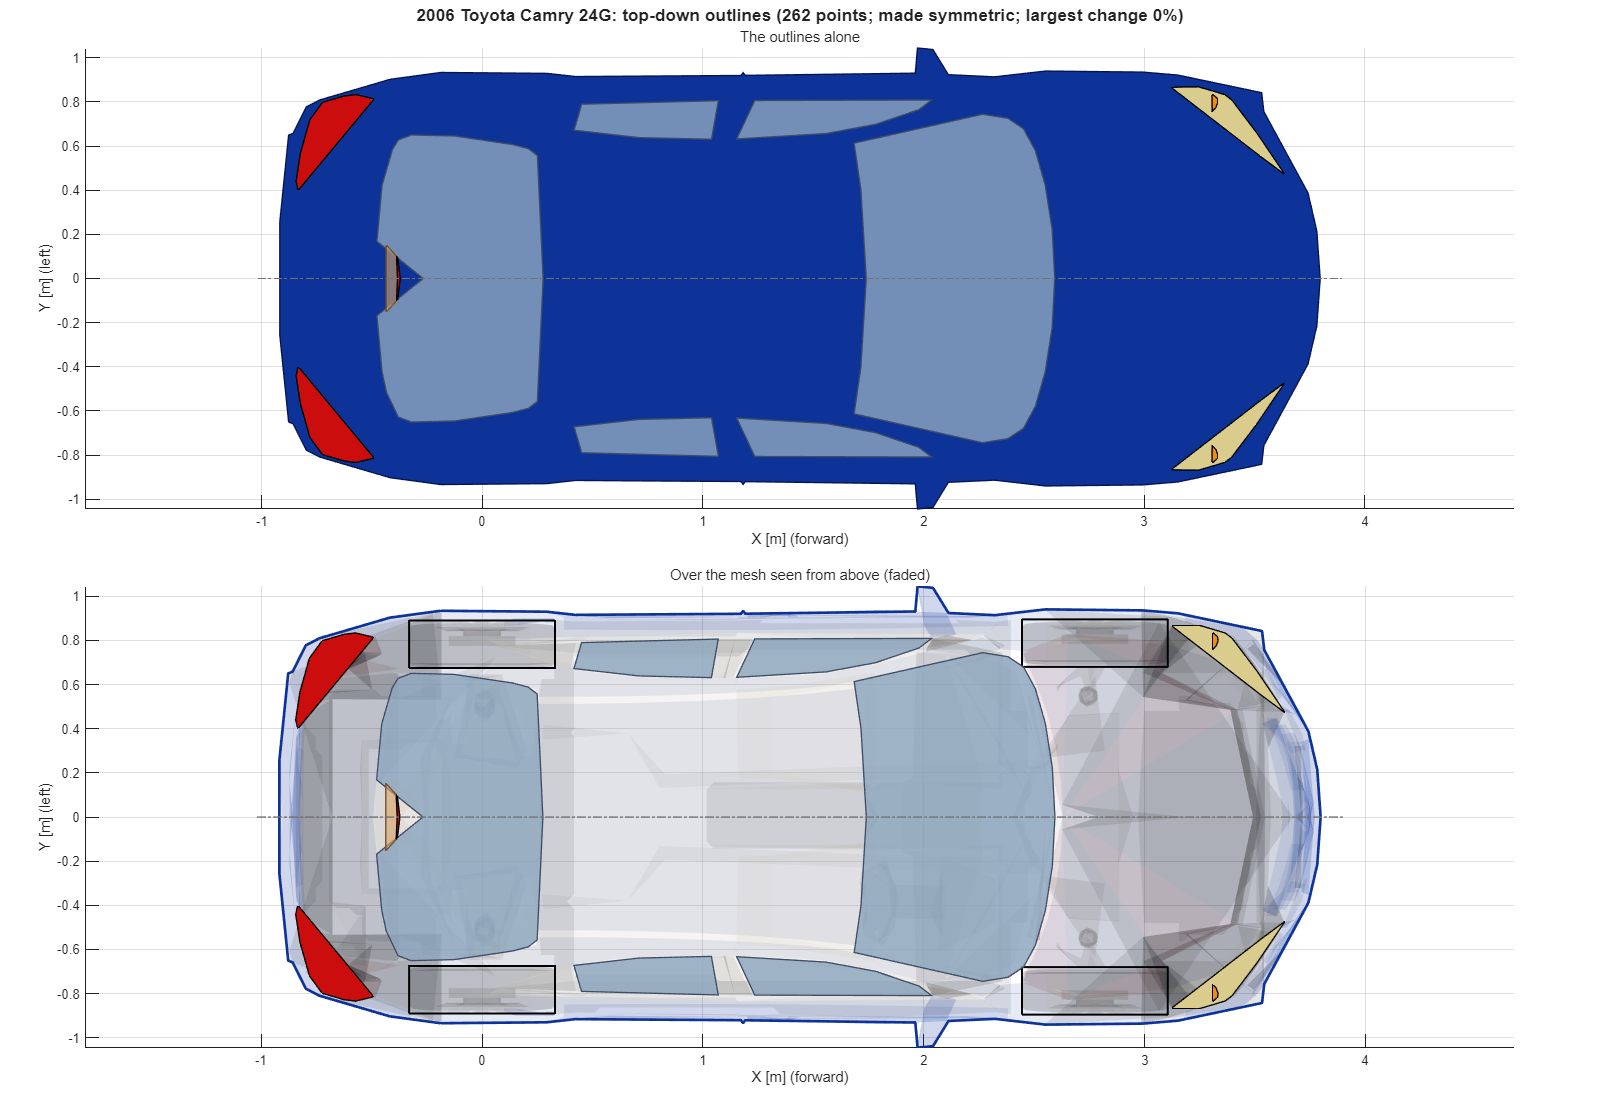 2006 Toyota Camry 24G: top-down outlines (262 points; made symmetric; largest change 0%)
The outlines alone
1
0.8
0.6
0.4
0.2
0
-0.2
-0.4
-0.6
-0.8
-1
Y [m] (left)
-1 0 1 2 3 4
X [m] (forward)
Over the mesh seen from above (faded)
1
0.8
0.6
0.4
0.2
0
-0.2
-0.4
-0.6
-0.8
-1
Y [m] (left)
-1 0 1 2 3 4
X [m] (forward)